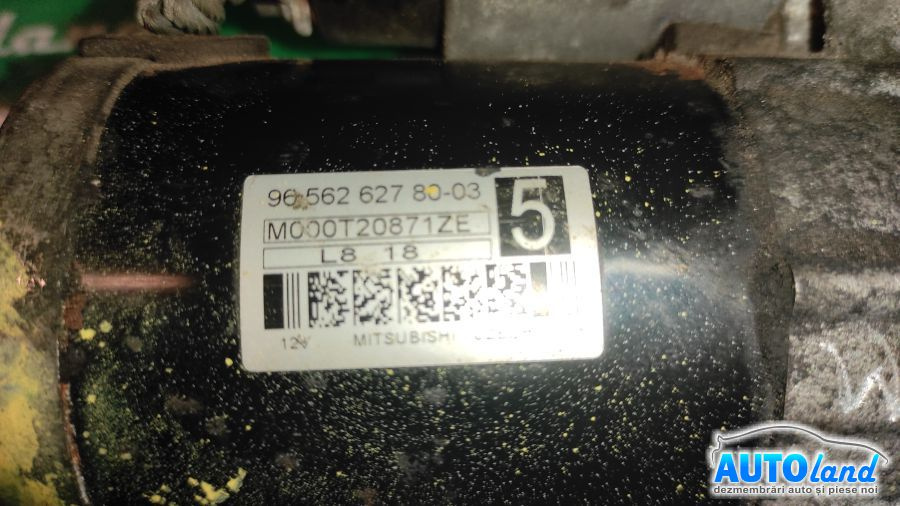 96 562 627 80-03
5
M000T20871ZE
L8 18
12V MITSUBISHI
AUTOland
dezmembrări auto și piese noi